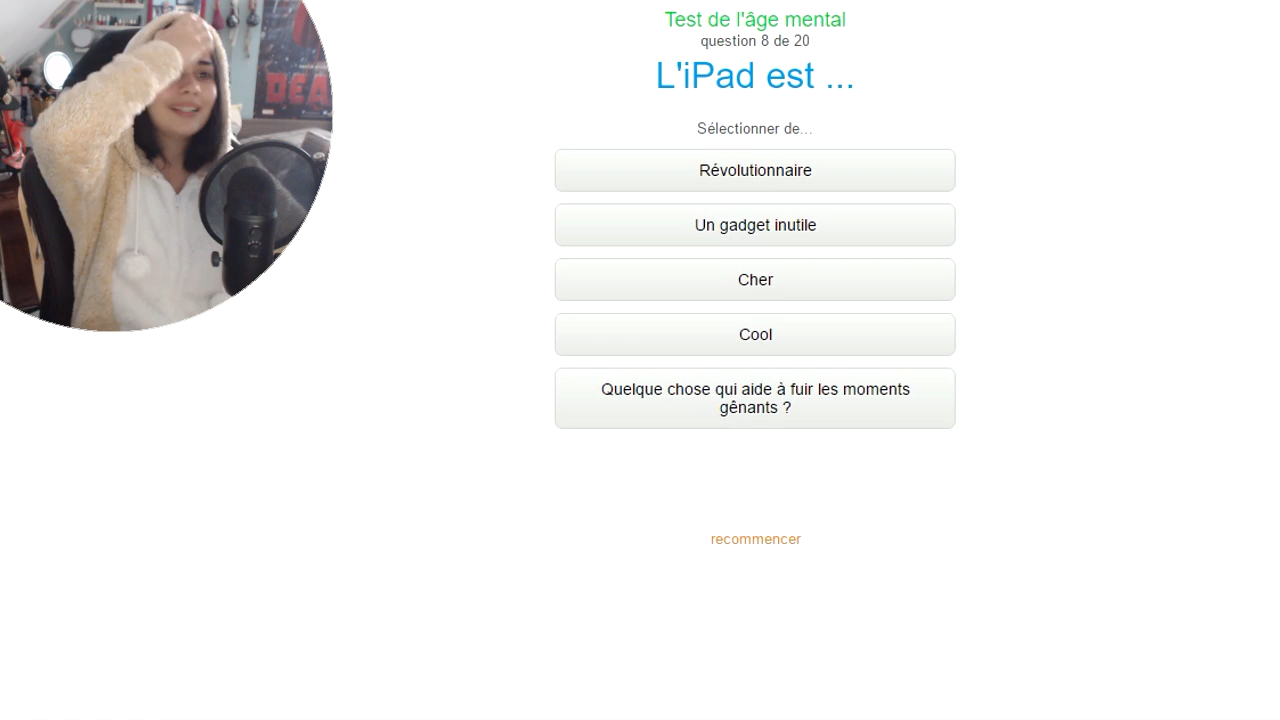 Test de l'âge mental
question 8 de 20
L'iPad est ...
Sélectionner de...
Révolutionnaire
Un gadget inutile
Cher
Cool
Quelque chose qui aide à fuir les moments
gênants ?
recommencer
DEA